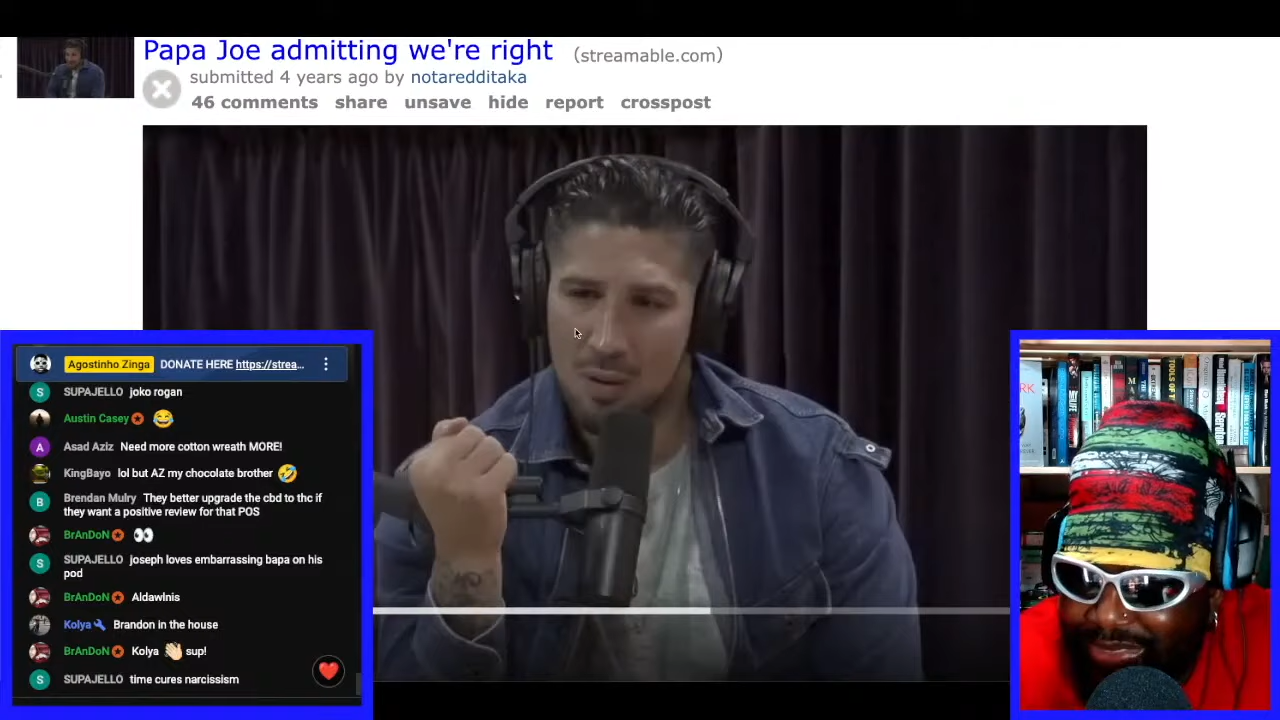 Papa Joe admitting we're right (streamable.com)
submitted 4 years ago by notaredditaka
46 comments share unsave hide report crosspost
Agostinho Zinga DONATE HERE https://strea...
S SUPAJELLO joko rogan
Austin Casey 😂
A Asad Aziz Need more cotton wreath MORE!
KingBayo lol but AZ my chocolate brother 🤣
Brendan Mulry They better upgrade the cbd to thc if
they want a positive review for that POS
BrAnDoN 👀
S SUPAJELLO joseph loves embarrassing bapa on his
pod
BrAnDoN Aldawlnis
Kolya Brandon in the house
BrAnDoN Kolya 👏🏻 sup!
S SUPAJELLO time cures narcissism
TOOLS OF